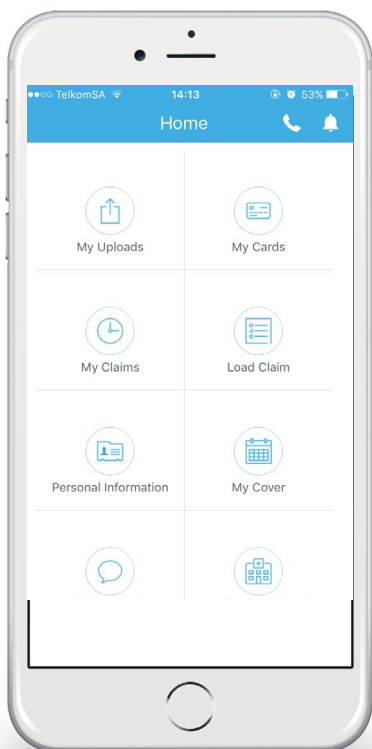 TelkomSA 14:13 53%
Home
My Uploads My Cards
My Claims Load Claim
Personal Information My Cover